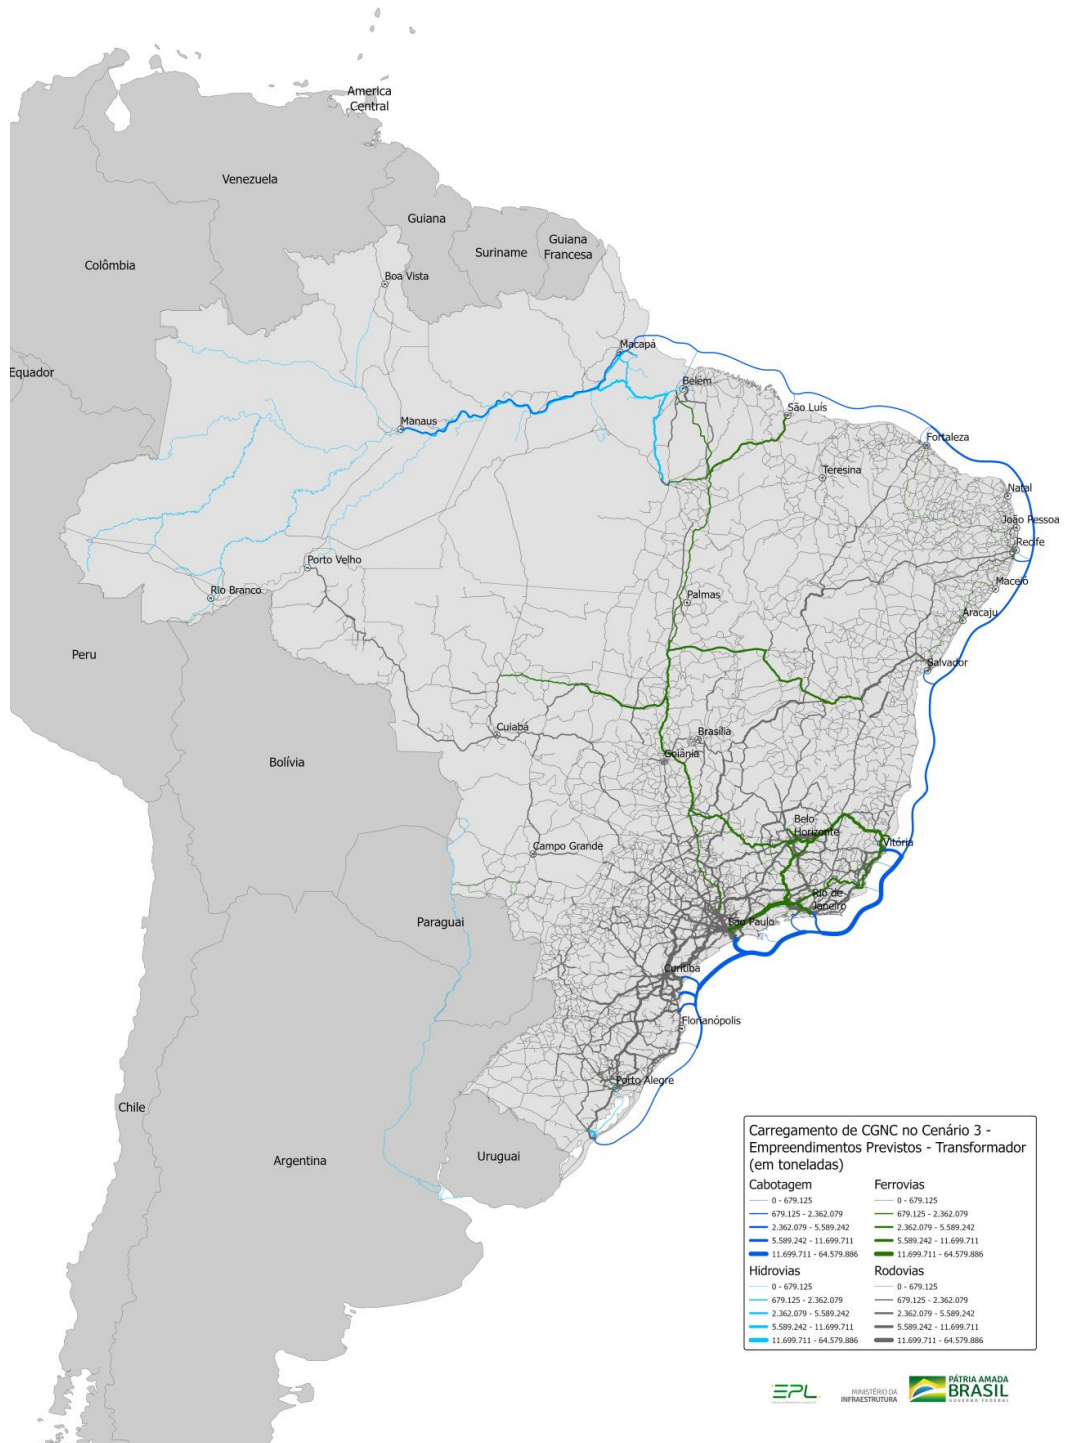 America
Central
Venezuela
Guiana
Suriname
Guiana
Francesa
Colômbia
Boa Vista
Macapá
Equador
Belém
São Luís
Manaus
Fortaleza
Teresina
Natal
João Pessoa
Recife
Porto Velho
Maceió
Rio Branco
Palmas
Aracaju
Peru
Salvador
Cuiabá
Brasília
Goiânia
Bolívia
Belo
Horizonte
Vitória
Campo Grande
Rio de
Janeiro
Paraguai
São Paulo
Curitiba
Florianópolis
Porto Alegre
Chile
Argentina
Uruguai
Carregamento de CGNC no Cenário 3 -
Empreendimentos Previstos - Transformador
(em toneladas)
Cabotagem
0 - 679.125
679.125 - 2.362.079
2.362.079 - 5.589.242
5.589.242 - 11.699.711
11.699.711 - 64.579.886
Ferrovias
0 - 679.125
679.125 - 2.362.079
2.362.079 - 5.589.242
5.589.242 - 11.699.711
11.699.711 - 64.579.886
Hidrovias
0 - 679.125
679.125 - 2.362.079
2.362.079 - 5.589.242
5.589.242 - 11.699.711
11.699.711 - 64.579.886
Rodovias
0 - 679.125
679.125 - 2.362.079
2.362.079 - 5.589.242
5.589.242 - 11.699.711
11.699.711 - 64.579.886
EPL
MINISTÉRIO DA
INFRAESTRUTURA
PÁTRIA AMADA
BRASIL
GOVERNO FEDERAL